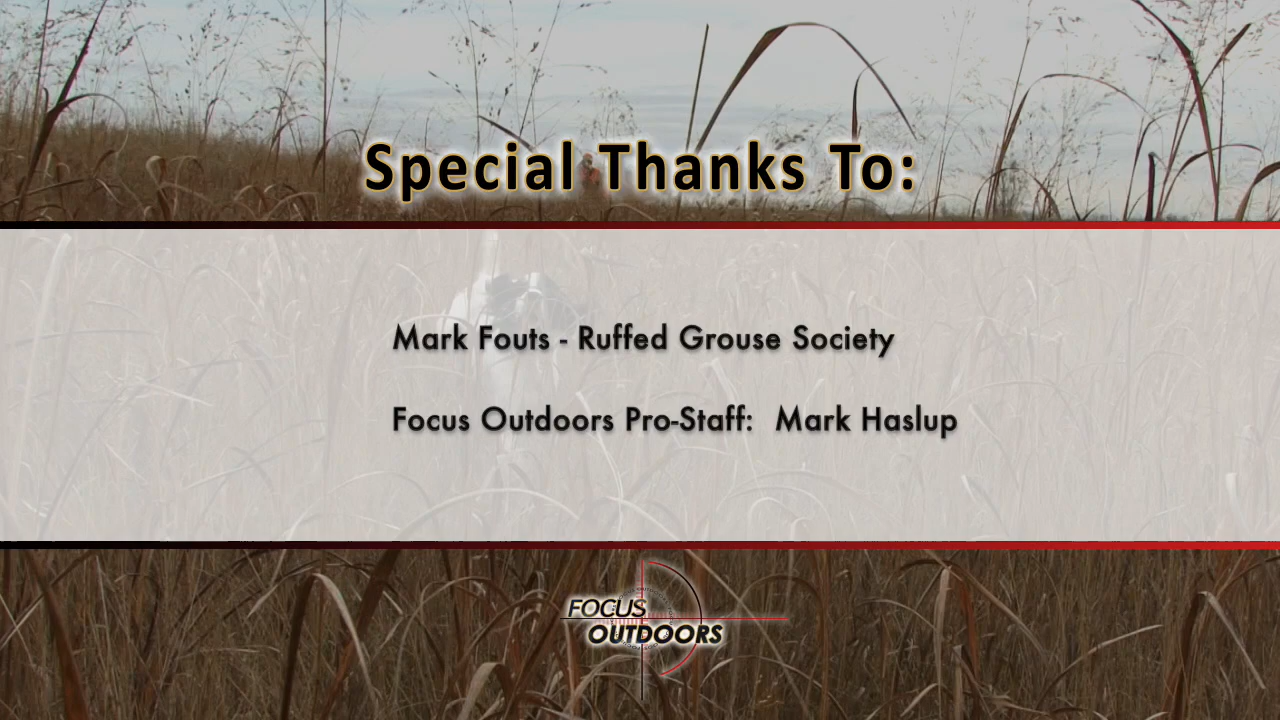 Special Thanks To:
Mark Fouts - Ruffed Grouse Society
Focus Outdoors Pro-Staff: Mark Haslup
FOCUS
OUTDOORS